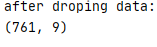 after droping data:
(761, 9)